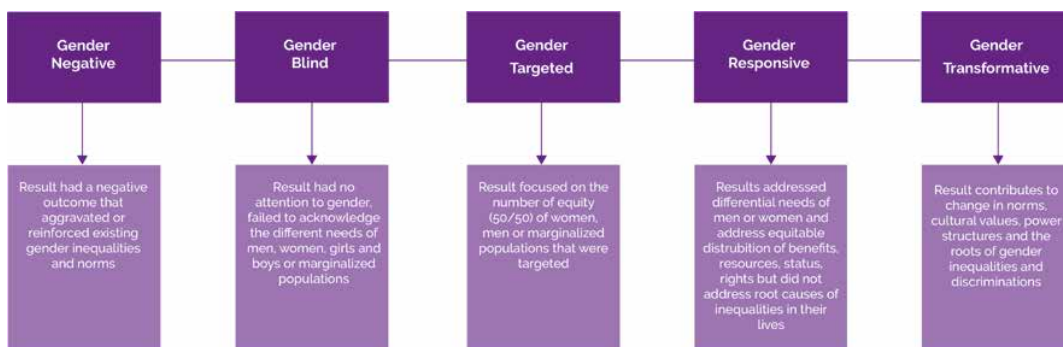 Gender
Negative
Gender
Blind
Gender
Targeted
Gender
Responsive
Gender
Transformative
Result had a negative
outcome that
aggravated or
reinforced existing
gender inequalities
and norms
Result had no
attention to gender,
failed to acknowledge
the different needs of
men, women, girls and
boys or marginalized
populations
Result focused on the
number of equity
(50/50) of women,
men or marginalized
populations that were
targeted
Results addressed
differential needs of
men or women and
address equitable
distrubition of benefits,
resources, status,
rights but did not
address root causes of
inequalities in their
lives
Result contributes to
change in norms,
cultural values, power
structures and the
roots of gender
inequalities and
discriminations